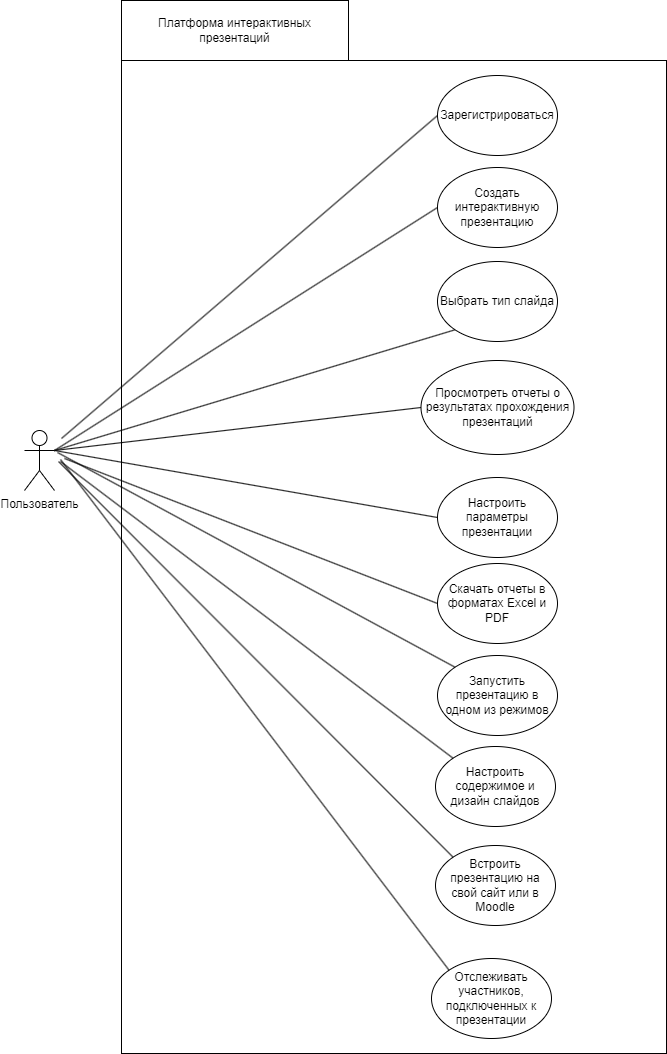 Платформа интерактивных
презентаций
Зарегистрироваться
Создать
интерактивную
презентацию
Выбрать тип слайда
Просмотреть отчеты о
результатах прохождения
презентаций
Пользователь
Настроить
параметры
презентации
Скачать отчеты в
форматах Excel и
PDF
Запустить
презентацию в
одном из режимов
Настроить
содержимое и
дизайн слайдов
Встроить
презентацию на
свой сайт или в
Moodle
Отслеживать
участников,
подключенных к
презентации